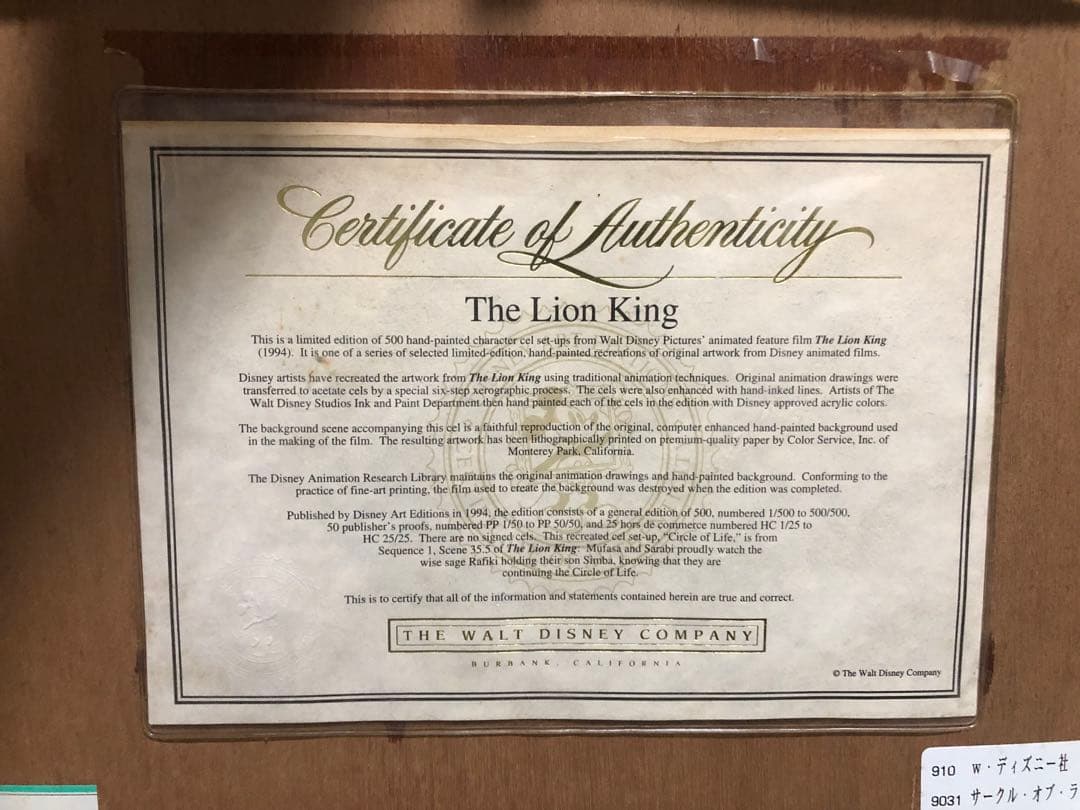 Certificate of Authenticity
The Lion King
This is a limited edition of 500 hand-painted character cel set-ups from Walt Disney Pictures' animated feature film The Lion King
(1994). It is one of a series of selected limited-edition, hand-painted recreations of original artwork from Disney animated films.
Disney artists have recreated the artwork from The Lion King using traditional animation techniques. Original animation drawings were
transferred to acetate cels by a special six-step xerographic process. The cels were also enhanced with hand-inked lines. Artists of The
Walt Disney Studios Ink and Paint Department then hand painted each of the cels in the edition with Disney approved acrylic colors.
The background scene accompanying this cel is a faithful reproduction of the original, computer enhanced hand-painted background used
in the making of the film. The resulting artwork has been lithographically printed on premium-quality paper by Color Service, Inc. of
Monterey Park, California.
The Disney Animation Research Library maintains the original animation drawings and hand-painted background. Conforming to the
practice of fine-art printing, the film used to create the background was destroyed when the edition was completed.
Published by Disney Art Editions in 1994, the edition consists of a general edition of 500, numbered 1/500 to 500/500,
50 publisher's proofs, numbered PP 1/50 to PP 50/50, and 25 hors de commerce numbered HC 1/25 to
HC 25/25. There are no signed cels. This recreated cel set-up, "Circle of Life," is from
Sequence 1, Scene 35.5 of The Lion King: Mufasa and Sarabi proudly watch the
wise sage Rafiki holding their son Simba, knowing that they are
continuing the Circle of Life.
This is to certify that all of the information and statements contained herein are true and correct.
THE WALT DISNEY COMPANY
BURBANK, CALIFORNIA
© The Walt Disney Company
910 W・ディズニー社
9031 サークル・オブ・ラ